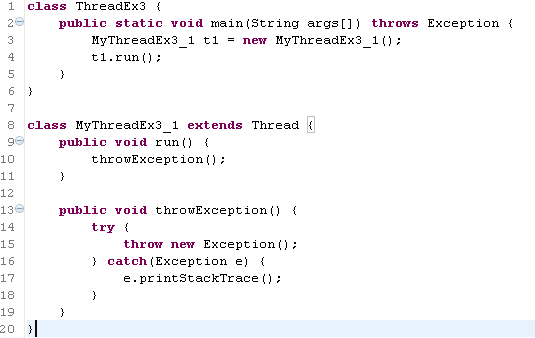 1 class ThreadEx3 {
2     public static void main(String args[]) throws Exception {
3         MyThreadEx3_1 t1 = new MyThreadEx3_1();
4         t1.run();
5     }
6 }
7
8 class MyThreadEx3_1 extends Thread {
9     public void run() {
10         throwException();
11     }
12
13     public void throwException() {
14         try {
15             throw new Exception();
16         } catch(Exception e) {
17             e.printStackTrace();
18         }
19     }
20 }